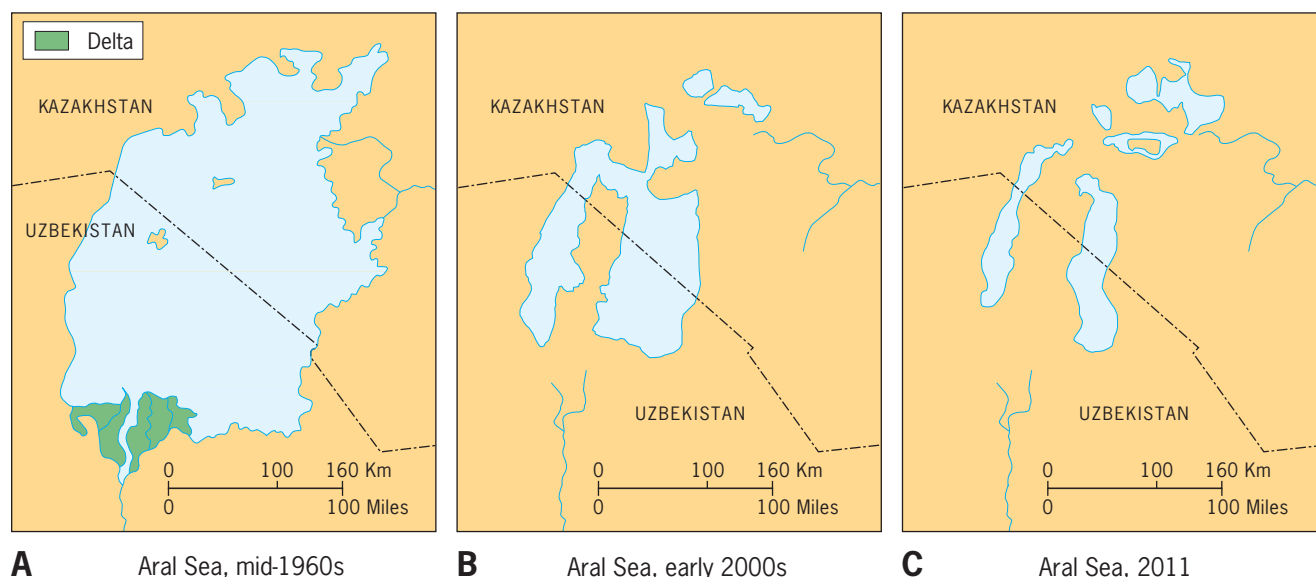 Delta
KAZAKHSTAN
UZBEKISTAN
0 100 160 Km
0 100 Miles
A Aral Sea, mid-1960s
KAZAKHSTAN
UZBEKISTAN
0 100 160 Km
0 100 Miles
B Aral Sea, early 2000s
KAZAKHSTAN
UZBEKISTAN
0 100 160 Km
0 100 Miles
C Aral Sea, 2011